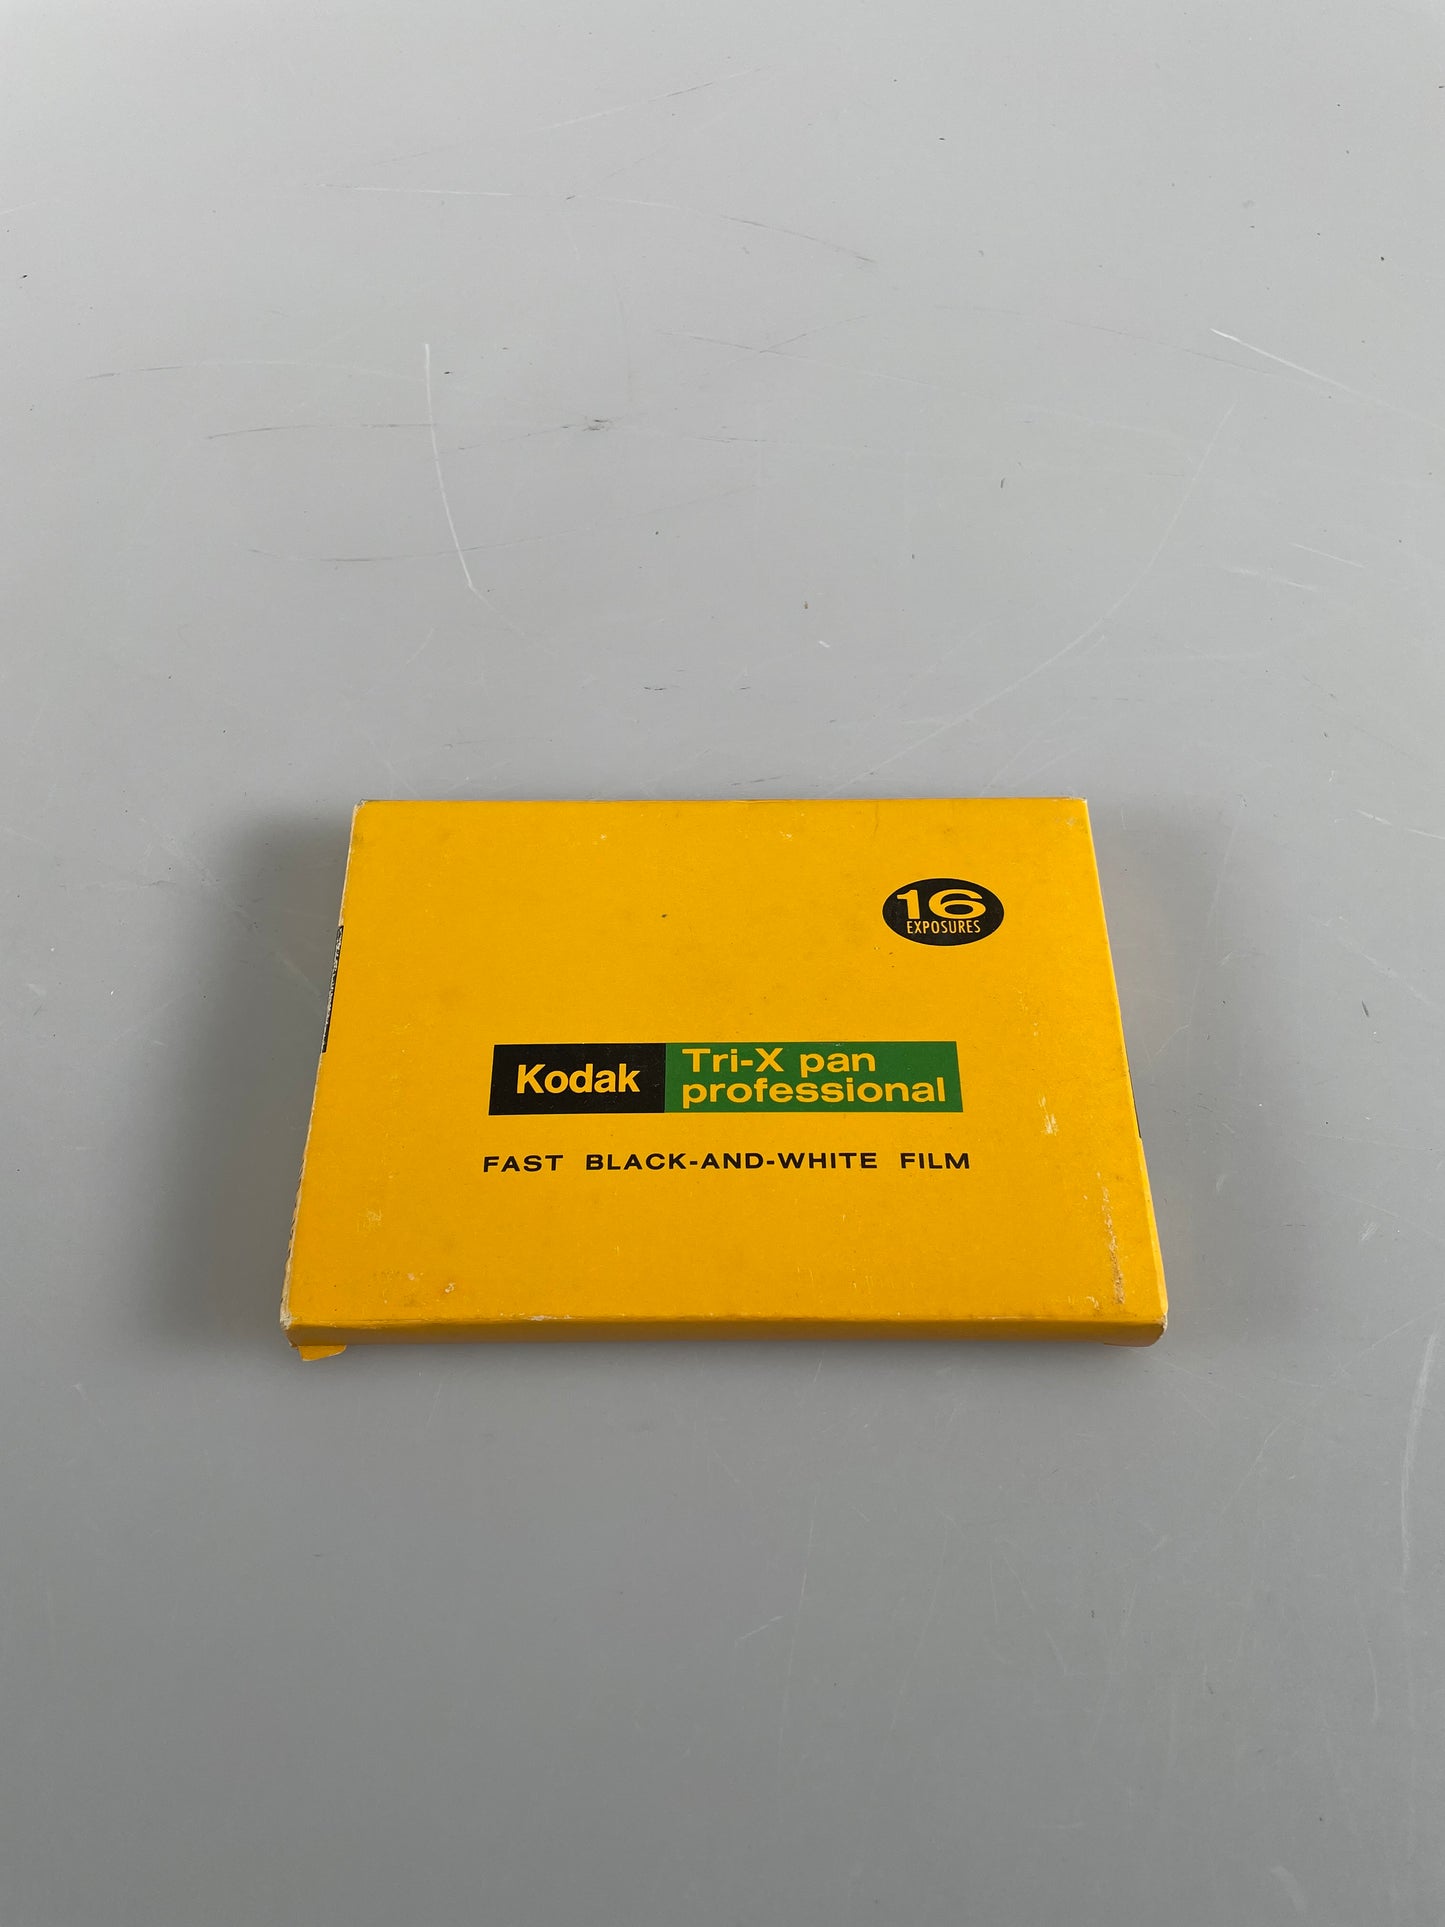 16
EXPOSURES
Kodak
Tri-X pan
professional
FAST BLACK-AND-WHITE FILM